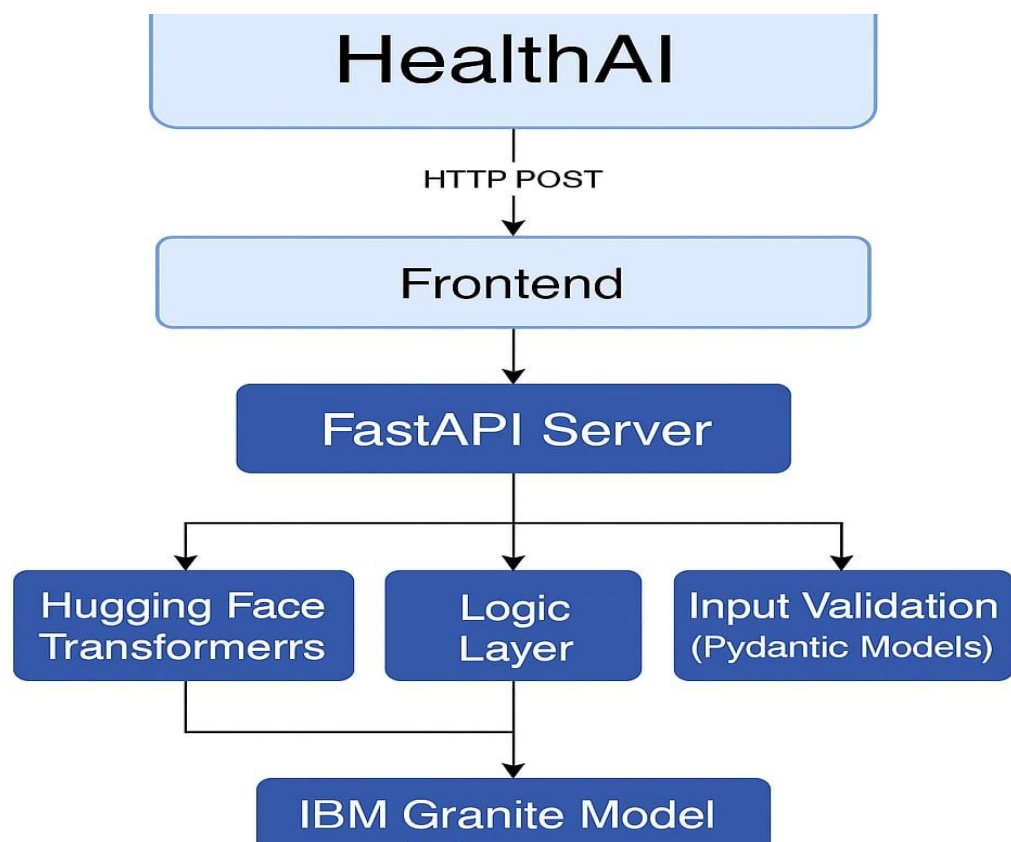 HealthAI
HTTP POST
Frontend
FastAPI Server
Hugging Face
Transformerrs
Logic
Layer
Input Validation
(Pydantic Models)
IBM Granite Model